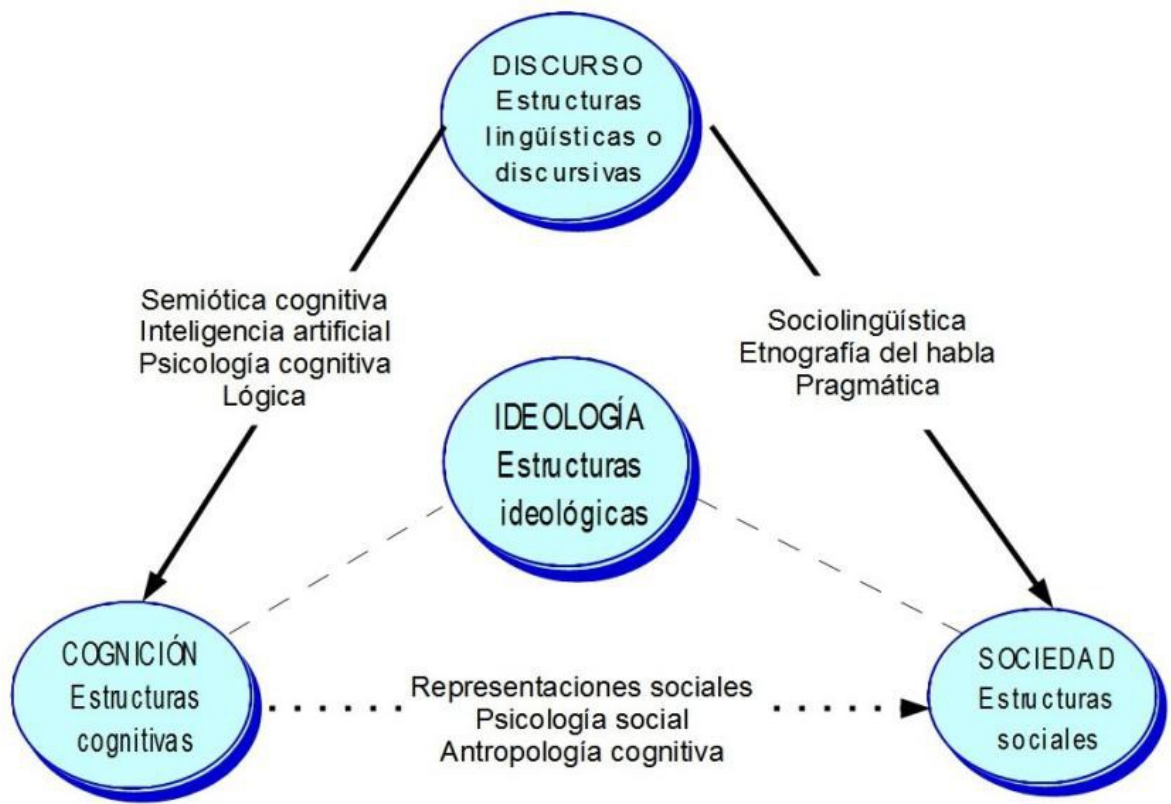 DISCURSO
Estructuras
lingüísticas o
discursivas
Semiótica cognitiva
Inteligencia artificial
Psicología cognitiva
Lógica
Sociolingüística
Etnografía del habla
Pragmática
IDEOLOGÍA
Estructuras
ideológicas
COGNICIÓN
Estructuras
cognitivas
Representaciones sociales
Psicología social
Antropología cognitiva
SOCIEDAD
Estructuras
sociales